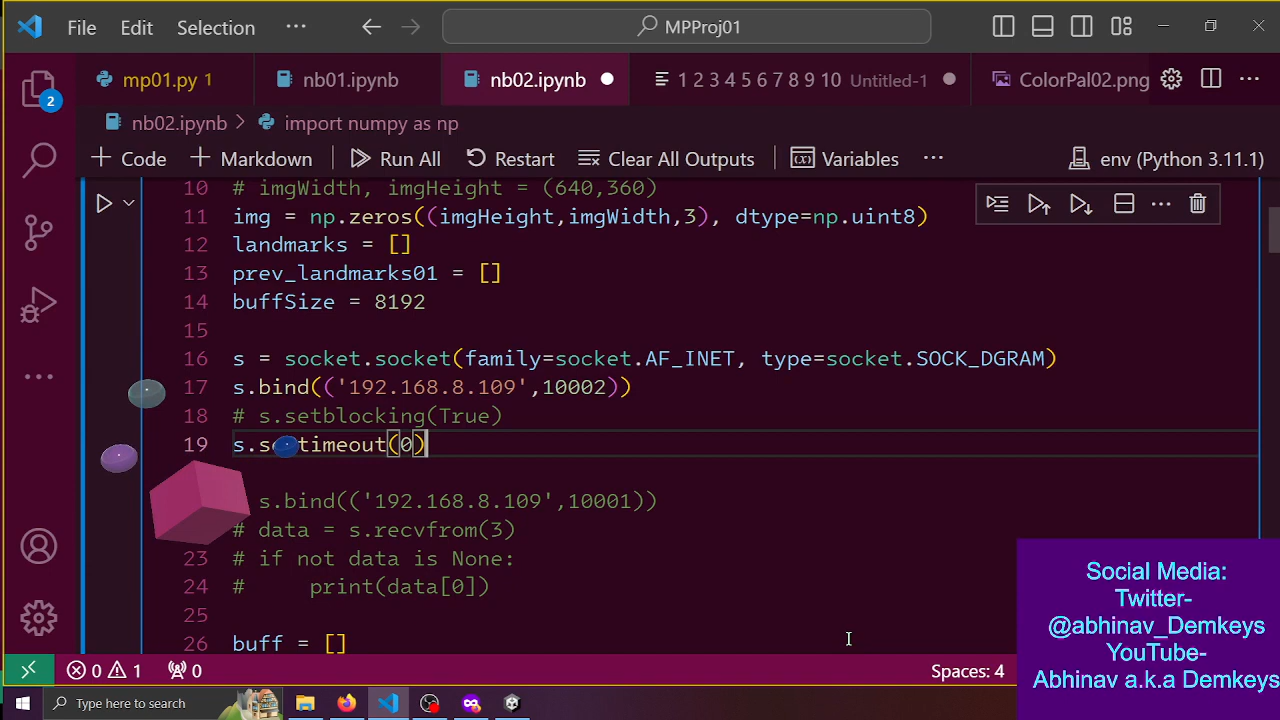 File Edit Selection ··· MPProj01
mp01.py 1 nb01.ipynb nb02.ipynb 1 2 3 4 5 6 7 8 9 10 Untitled-1 ColorPal02.png
2
nb02.ipynb > import numpy as np
+ Code + Markdown Run All Restart Clear All Outputs Variables ··· env (Python 3.11.1)
10 # imgWidth, imgHeight = (640,360)
11 img = np.zeros((imgHeight,imgWidth,3), dtype=np.uint8)
12 landmarks = []
13 prev_landmarks01 = []
14 buffSize = 8192
15
16 s = socket.socket(family=socket.AF_INET, type=socket.SOCK_DGRAM)
17 s.bind(('192.168.8.109',10002))
18 # s.setblocking(True)
19 s.s timeout(0)
s.bind(('192.168.8.109',10001))
# data = s.recvfrom(3)
23 # if not data is None:
24 #     print(data[0])
25
26 buff = []
0 1 0 Spaces: 4
Social Media:
Twitter-
@abhinav_Demkeys
YouTube-
Abhinav a.k.a Demkeys
Type here to search